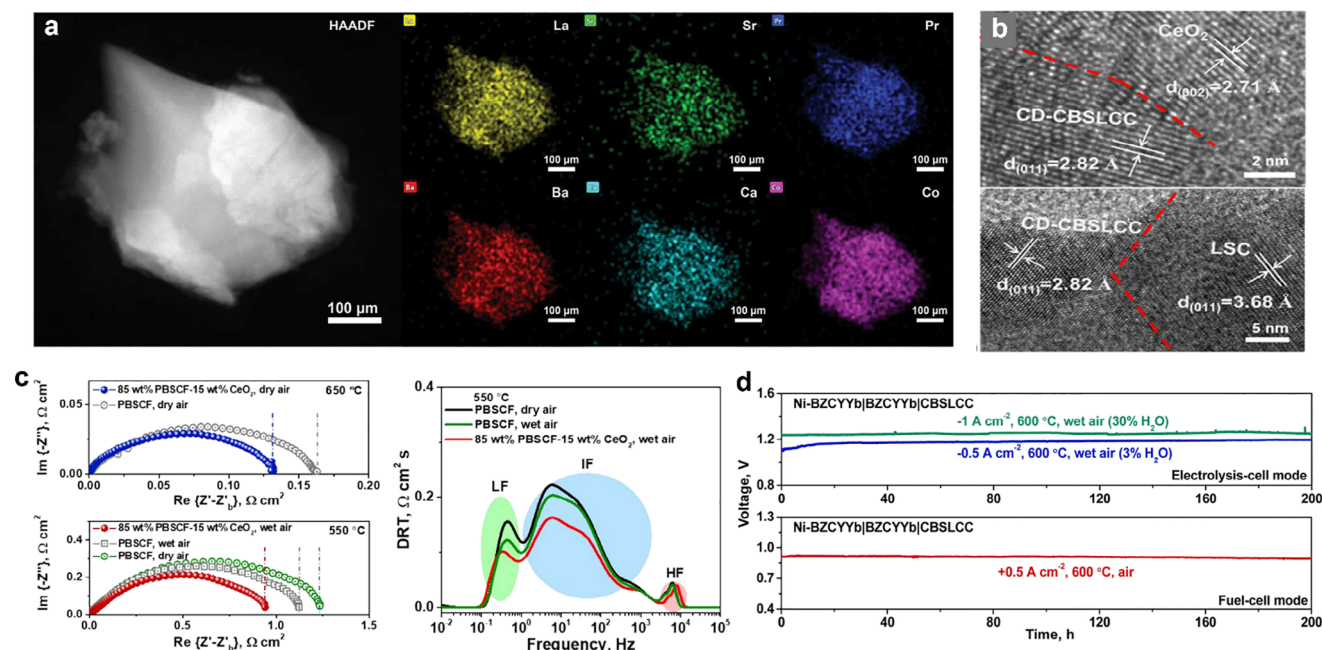 a
HAADF
100 μm
La
100 μm
Sr
100 μm
Pr
100 μm
Ba
Ba
100 μm
Ca
100 μm
Co
Co
100 μm
b
CeO₂
d(002)=2.71 Å
CD-CBSLCC
d(011)=2.82 Å
2 nm
CD-CBSLCC
d(011)=2.82 Å
LSC
d(011)=3.68 Å
5 nm
c
Im {-Z''}, Ω cm²
0.05
0.00
85 wt% PBSCF-15 wt% CeO₂, dry air
650 °C
PBSCF, dry air
0.00 0.05 0.10 0.15 0.20
Re {Z'-Z'b}, Ω cm²
Im {-Z''}, Ω cm²
0.4
0.2
0.0
85 wt% PBSCF-15 wt% CeO₂, wet air
550°C
PBSCF, wet air
PBSCF, dry air
0.0 0.5 1.0 1.5
Re {Z'-Z'b}, Ω cm²
DRT, Ω cm² s
0.4
0.2
0.0
550 °C
PBSCF, dry air
PBSCF, wet air
85 wt% PBSCF-15 wt% CeO₂, wet air
LF
IF
HF
10⁻² 10⁻¹ 10⁰ 10¹ 10² 10³ 10⁴ 10⁵
Frequency, Hz
d
Voltage, V
1.6
1.2
0.8
Ni-BZCYYb|BZCYYb|CBSLCC
-1 A cm⁻², 600 °C, wet air (30% H₂O)
-0.5 A cm⁻², 600 °C, wet air (3% H₂O)
Electrolysis-cell mode
0 40 80 120 160 200
1.3
1.0
0.7
0.4
Ni-BZCYYb|BZCYYb|CBSLCC
+0.5 A cm⁻², 600 °C, air
Fuel-cell mode
0 40 80 120 160 200
Time, h